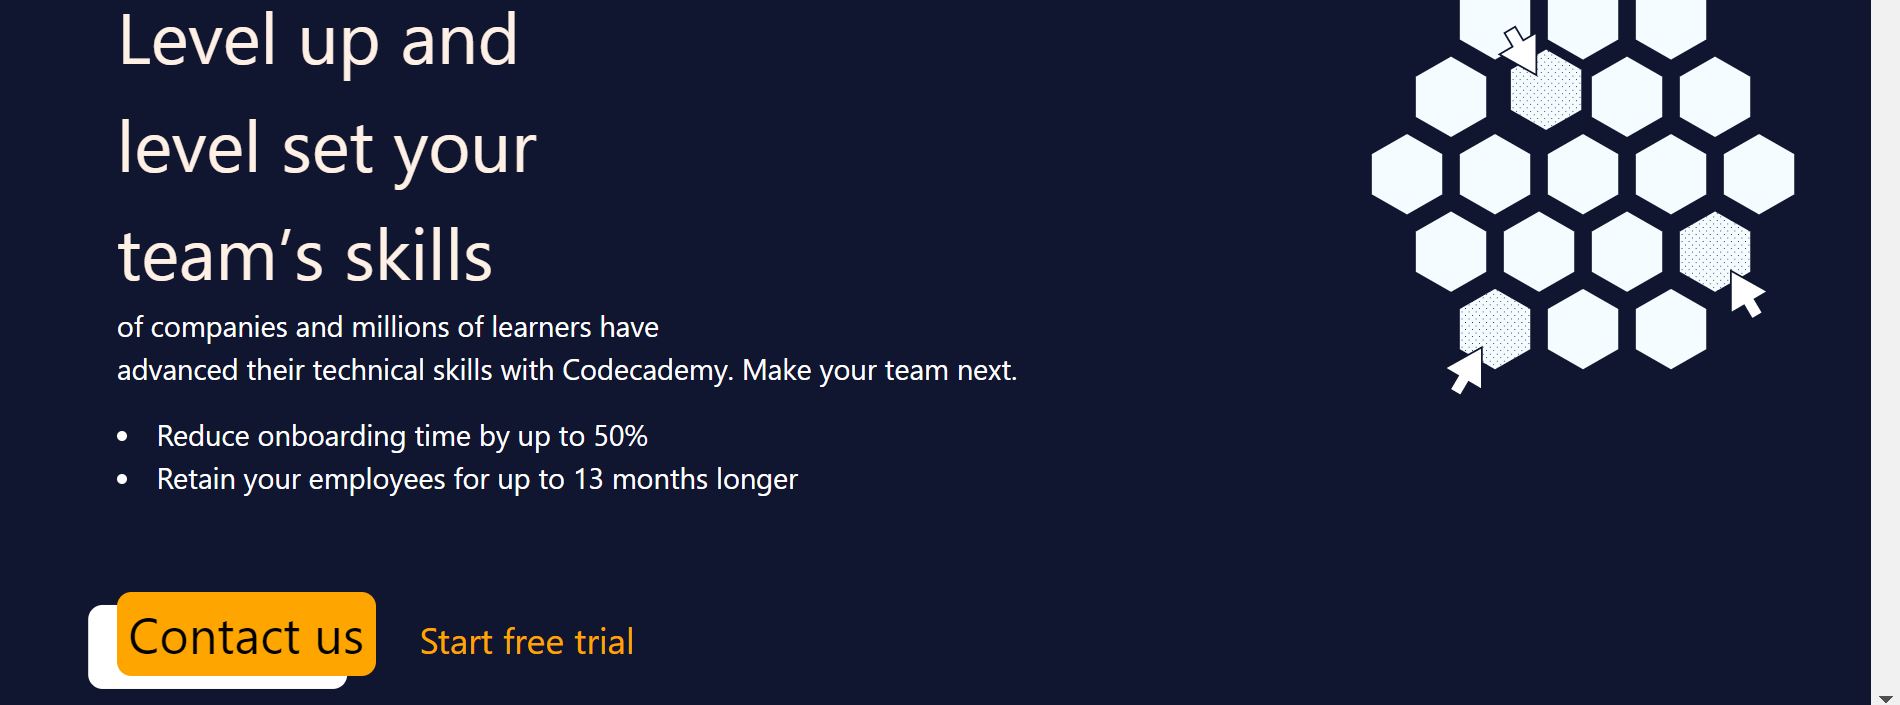 Level up and
level set your
team’s skills
of companies and millions of learners have
advanced their technical skills with Codecademy. Make your team next.
• Reduce onboarding time by up to 50%
• Retain your employees for up to 13 months longer
Contact us
Start free trial